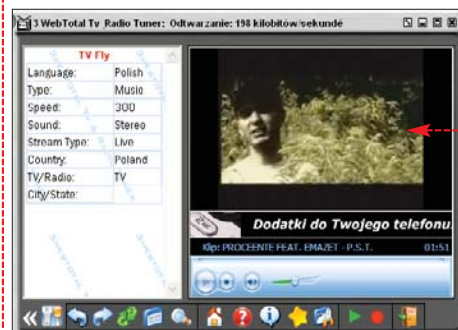 3 WebTotal Tv_Radio Tuner: Odtwarzanie: 198 kilobitów/sekundę
TV Fly
Language: Polish
Type: Music
Speed: 300
Sound: Stereo
Stream Type: Live
Country: Poland
TV/Radio: TV
City/State:
Dodatki do Twojego telefonu.
Klip: PROCEENTE FEAT. EMAZET - P.S.T. 01:51